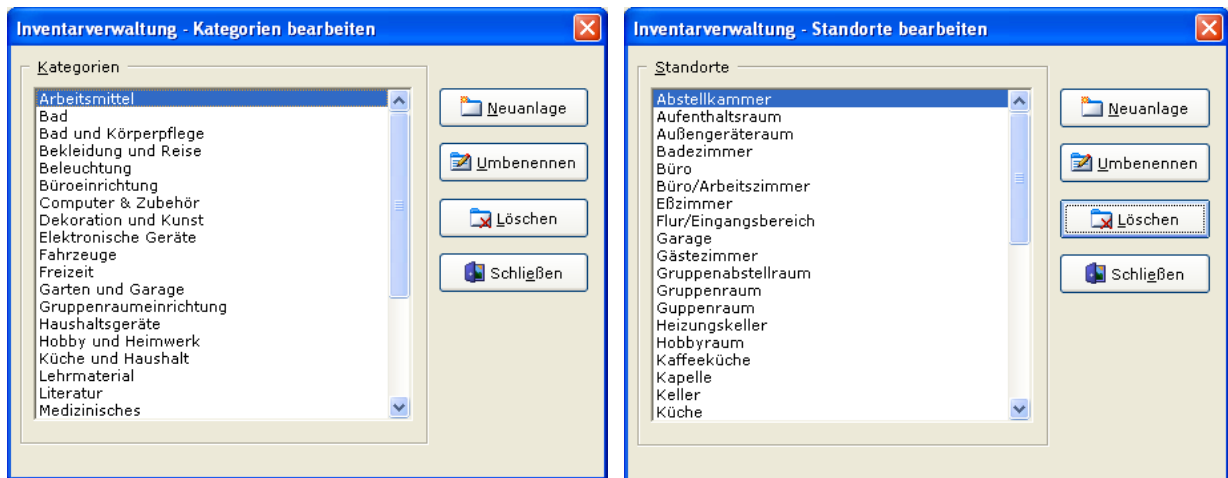 Inventarverwaltung - Kategorien bearbeiten
Kategorien
Arbeitsmittel
Bad
Bad und Körperpflege
Bekleidung und Reise
Beleuchtung
Büroeinrichtung
Computer & Zubehör
Dekoration und Kunst
Elektronische Geräte
Fahrzeuge
Freizeit
Garten und Garage
Gruppenraumeinrichtung
Haushaltsgeräte
Hobby und Heimwerk
Küche und Haushalt
Lehrmaterial
Literatur
Medizinisches
Neuanlage
Umbenennen
Löschen
Schließen
Inventarverwaltung - Standorte bearbeiten
Standorte
Abstellkammer
Aufenthaltsraum
Außengeräteraum
Badezimmer
Büro
Büro/Arbeitszimmer
Eßzimmer
Flur/Eingangsbereich
Garage
Gästezimmer
Gruppenabstellraum
Gruppenraum
Guppenraum
Heizungskeller
Hobbyraum
Kaffeeküche
Kapelle
Keller
Küche
Neuanlage
Umbenennen
Löschen
Schließen